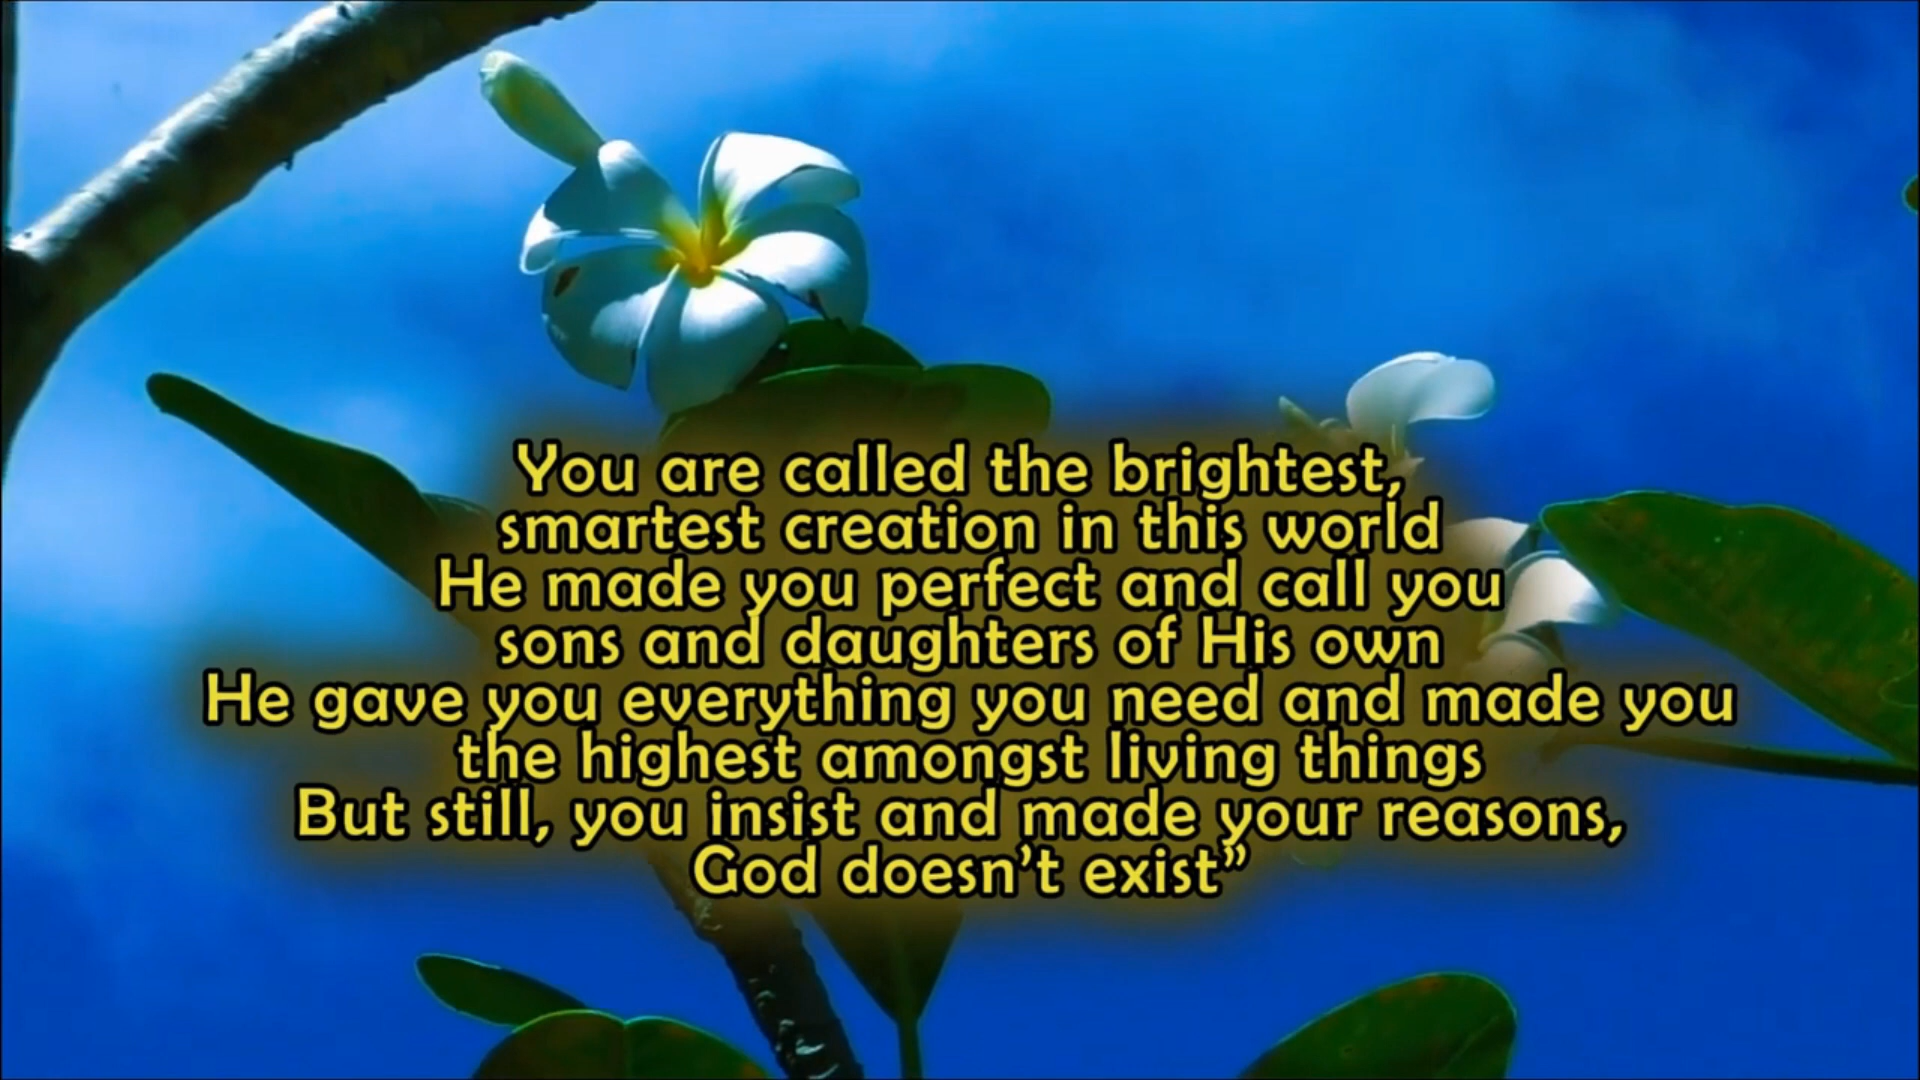 You are called the brightest,
smartest creation in this world
He made you perfect and call you
sons and daughters of His own
He gave you everything you need and made you
the highest amongst living things
But still, you insist and made your reasons,
God doesn’t exist”